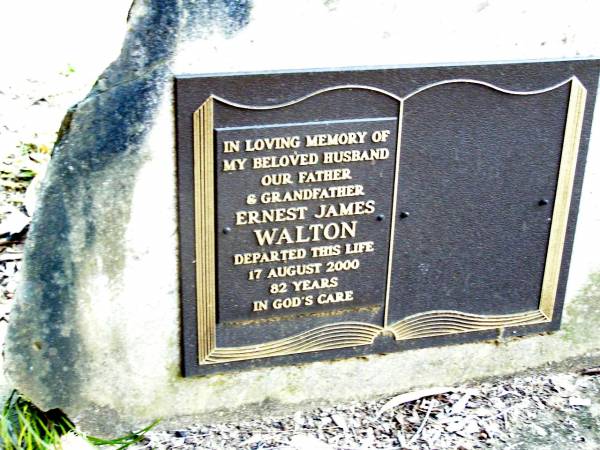 IN LOVING MEMORY OF
MY BELOVED HUSBAND
OUR FATHER
& GRANDFATHER
ERNEST JAMES
WALTON
DEPARTED THIS LIFE
17 AUGUST 2000
82 YEARS
IN GOD'S CARE